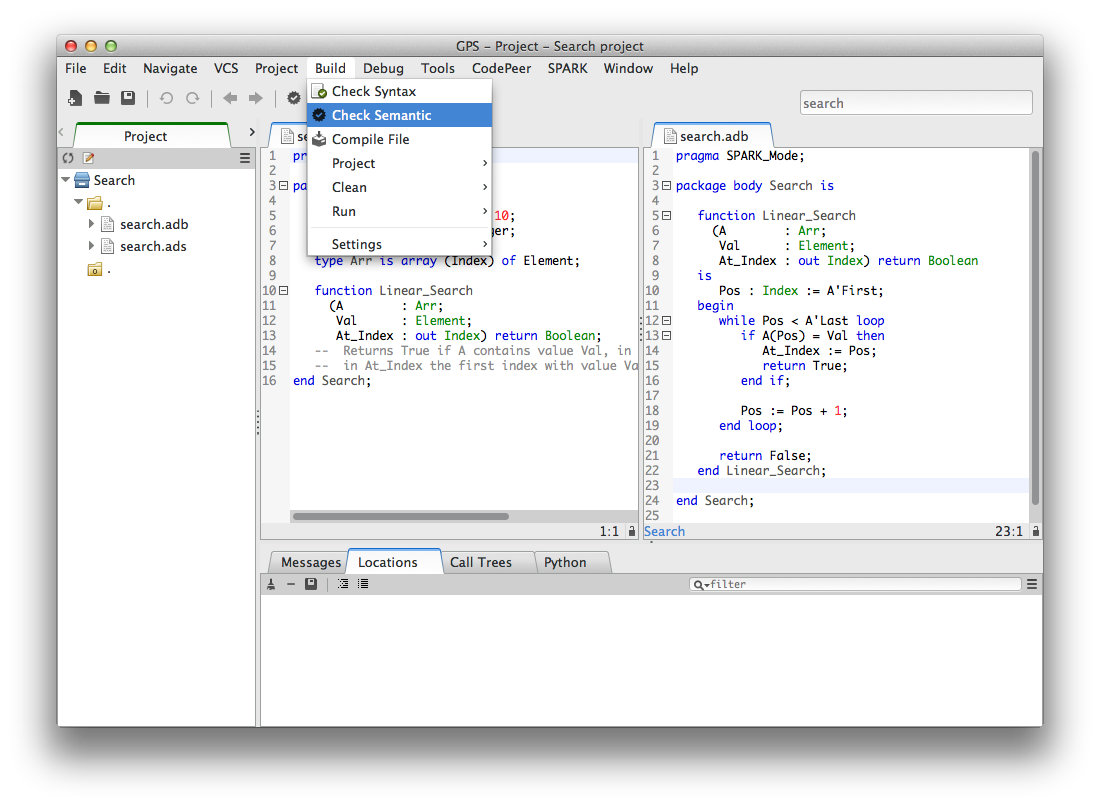 GPS - Project - Search project
File Edit Navigate VCS Project Build Debug Tools CodePeer SPARK Window Help
search
Check Syntax
Check Semantic
Compile File
Project
Clean
Run
Settings
Project
Search
.
search.adb
search.ads
.
1
2
3
4
5
6 10;
7
8 type Arr is array (Index) of Element;
9
10 function Linear_Search
11 (A : Arr;
12 Val : Element;
13 At_Index : out Index) return Boolean;
14 -- Returns True if A contains value Val, in
15 -- in At_Index the first index with value Va
16 end Search;
1:1
search.adb
1 pragma SPARK_Mode;
2
3 package body Search is
4
5 function Linear_Search
6 (A : Arr;
7 Val : Element;
8 At_Index : out Index) return Boolean
9 is
10 Pos : Index := A'First;
11 begin
12 while Pos < A'Last loop
13 if A(Pos) = Val then
14 At_Index := Pos;
15 return True;
16 end if;
17
18 Pos := Pos + 1;
19 end loop;
20
21 return False;
22 end Linear_Search;
23
24 end Search;
25
Search 23:1
Messages Locations Call Trees Python
filter